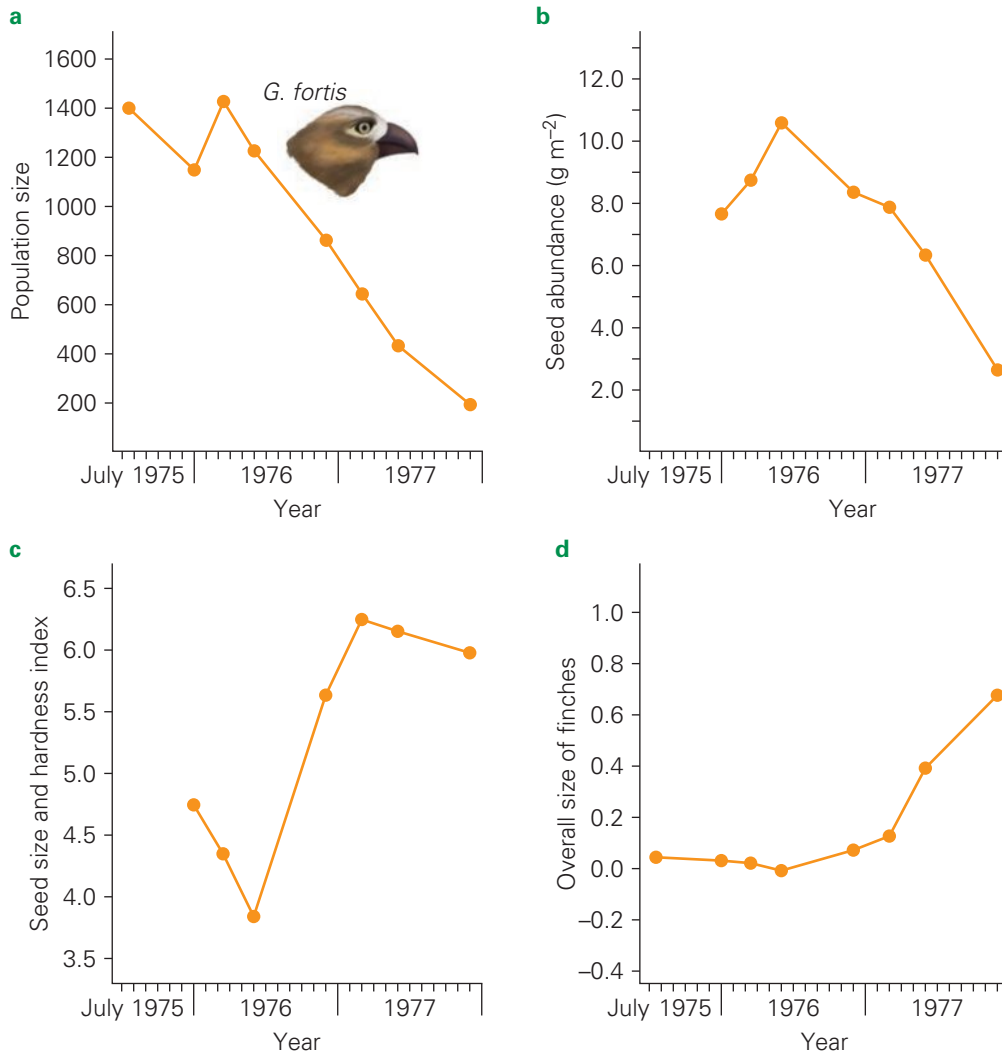 a
Population size
1600
1400
1200
1000
800
600
400
200
G. fortis
July 1975 1976 1977
Year
b
Seed abundance (g m−2)
12.0
10.0
8.0
6.0
4.0
2.0
July 1975 1976 1977
Year
c
Seed size and hardness index
6.5
6.0
5.5
5.0
4.5
4.0
3.5
July 1975 1976 1977
Year
d
Overall size of finches
1.0
0.8
0.6
0.4
0.2
0.0
−0.2
−0.4
July 1975 1976 1977
Year